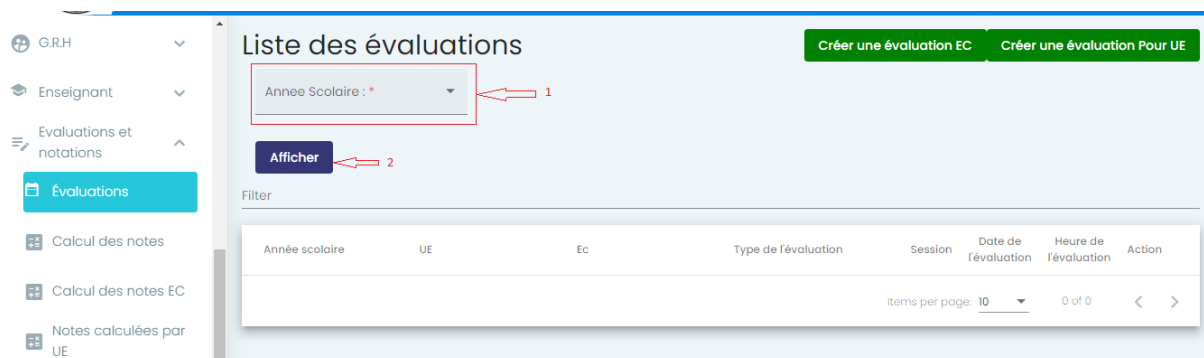 G.R.H
Enseignant
Evaluations et
notations
Évaluations
Calcul des notes
Calcul des notes EC
Notes calculées par
UE
Liste des évaluations
Créer une évaluation EC
Créer une évaluation Pour UE
Annee Scolaire : *
1
Afficher
2
Filter
Année scolaire UE Ec Type de l'évaluation Session Date de l'évaluation Heure de l'évaluation Action
Items per page: 10 0 of 0